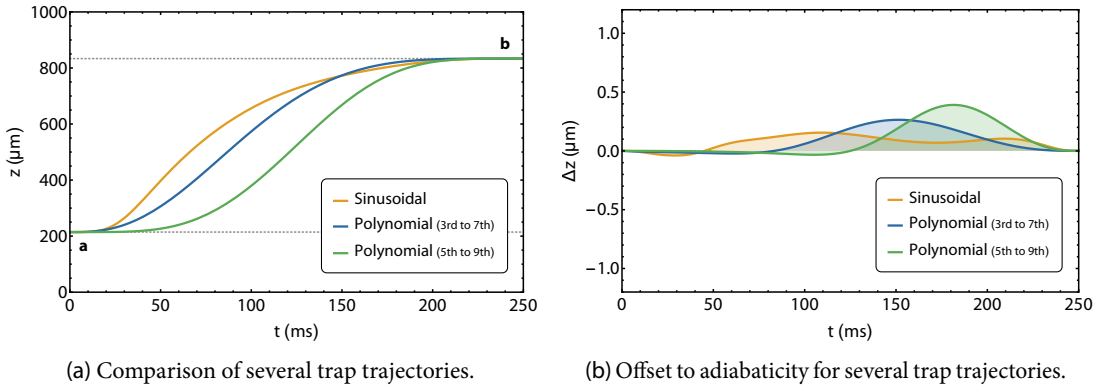 1000
800
600
400
200
0
z (μm)
b
a
Sinusoidal
Polynomial (3rd to 7th)
Polynomial (5th to 9th)
0 50 100 150 200 250
t (ms)
(a) Comparison of several trap trajectories.
1.0
0.5
0.0
−0.5
−1.0
Δz (μm)
Sinusoidal
Polynomial (3rd to 7th)
Polynomial (5th to 9th)
0 50 100 150 200 250
t (ms)
(b) Offset to adiabaticity for several trap trajectories.